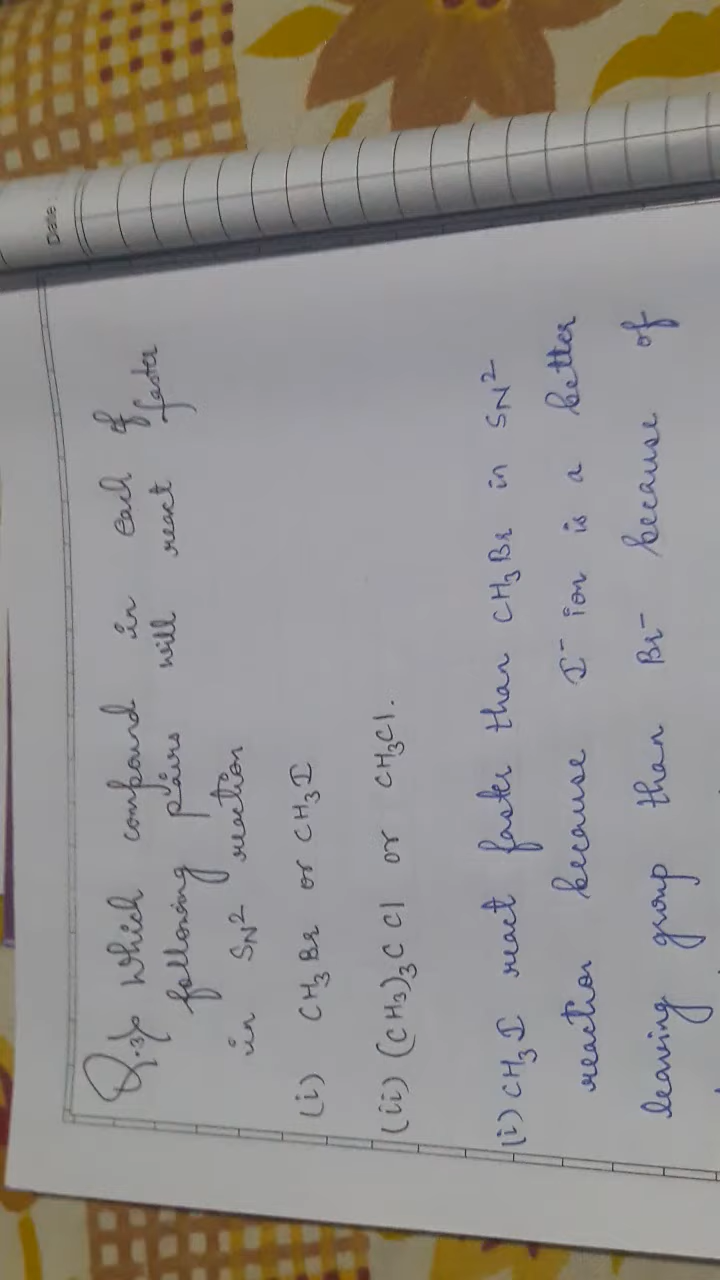 Date:
Q.3) Which compound in each of
following pairs will react faster
in SN2 reaction
(i) CH3Br or CH3I
(ii) (CH3)3CCl or CH3Cl.
(i) CH3I react faster than CH3Br in SN2
reaction because I⁻ ion is a better
leaving group than Br⁻ because of